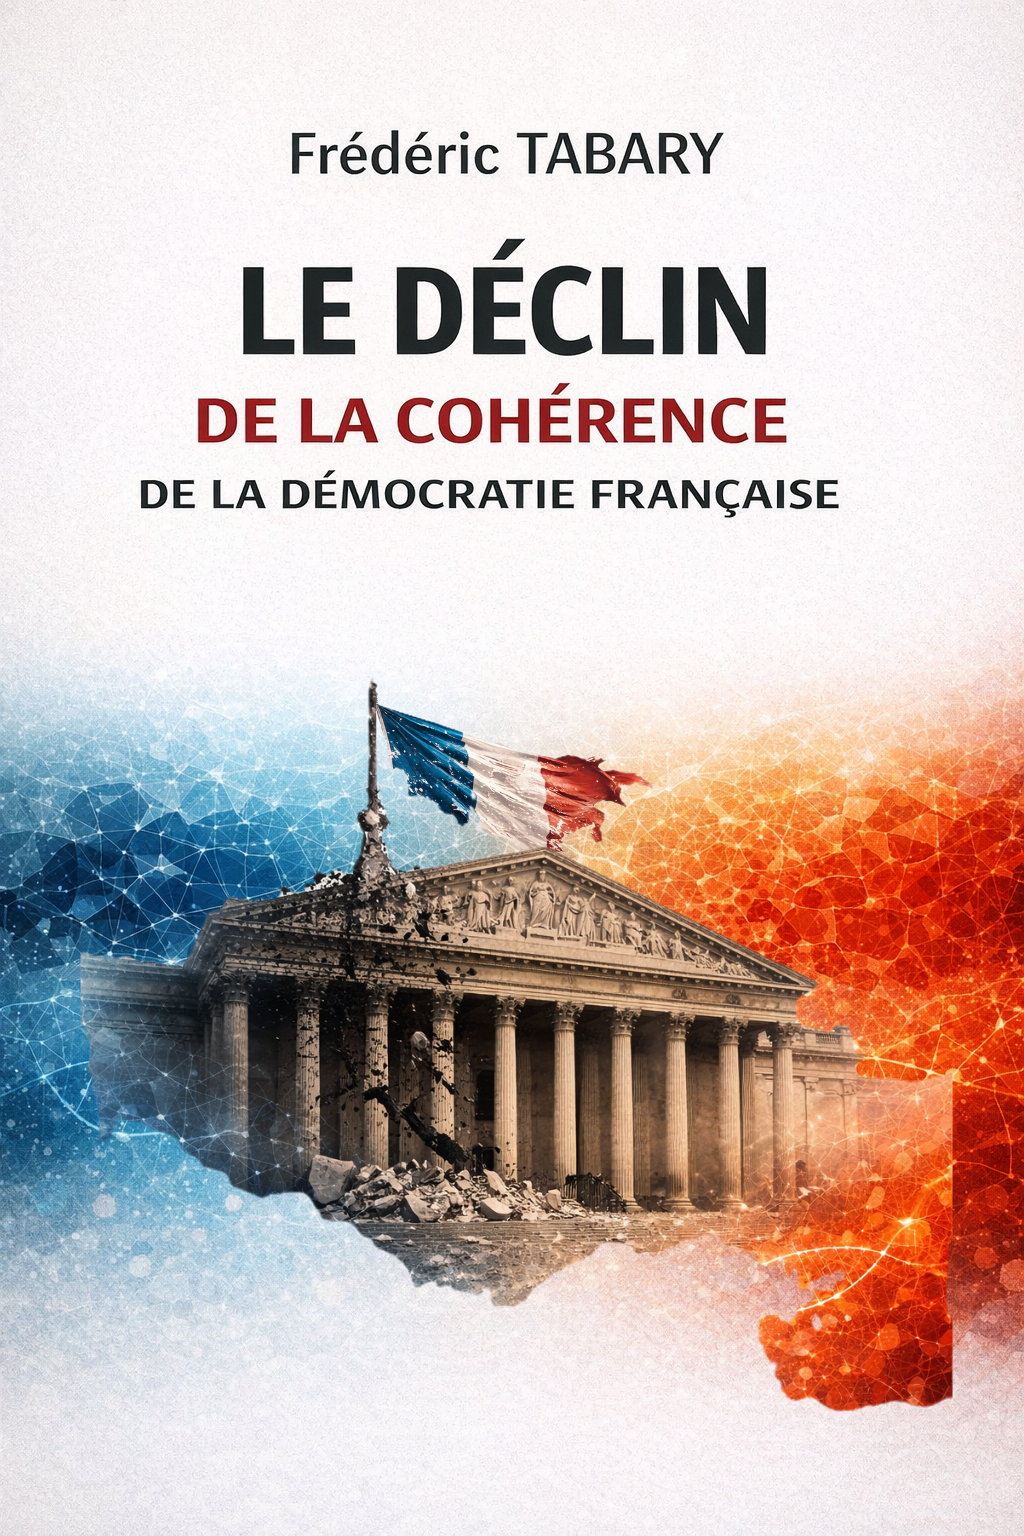 Frédéric TABARY
LE DÉCLIN
DE LA COHÉRENCE
DE LA DÉMOCRATIE FRANÇAISE